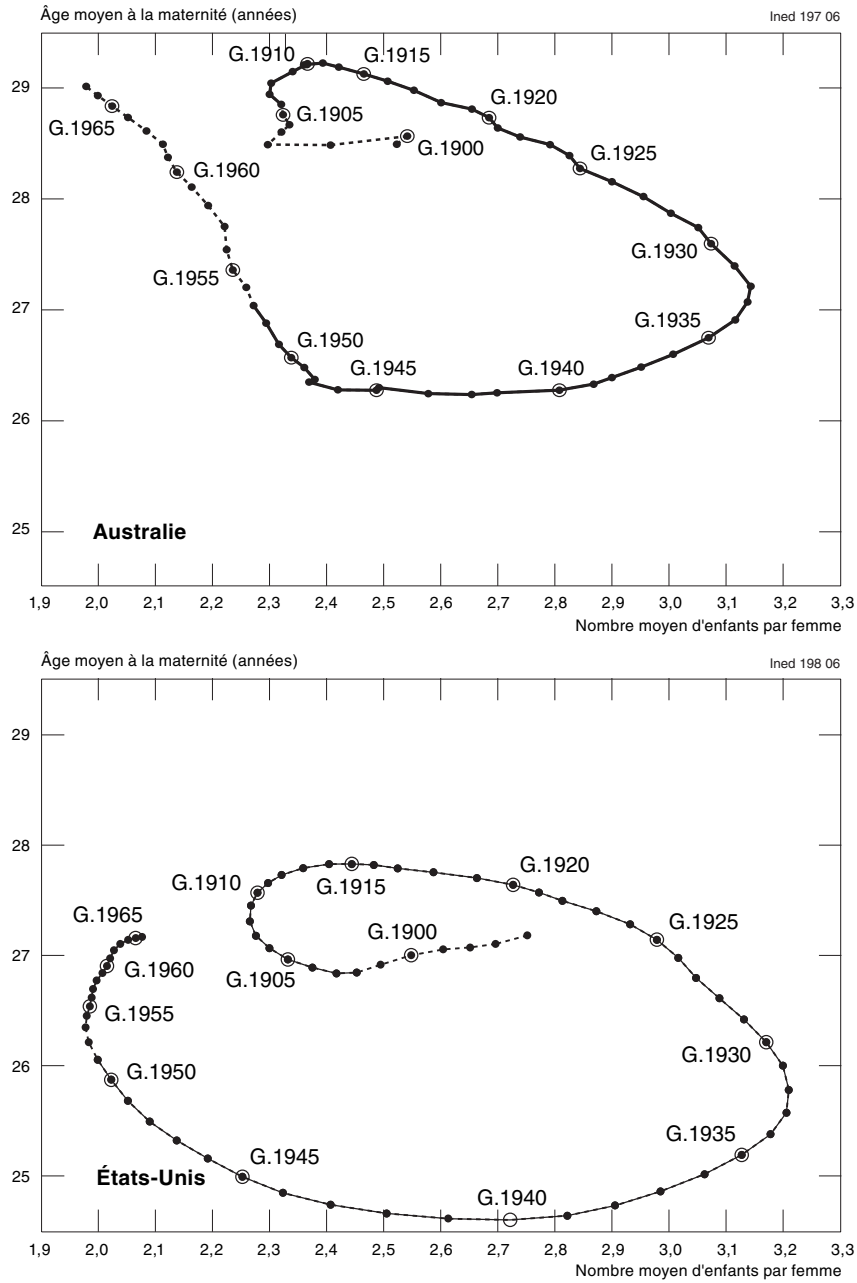 Âge moyen à la maternité (années)
Ined 197 06
29
28
27
26
25
G.1910
G.1915
G.1905
G.1920
G.1900
G.1965
G.1925
G.1960
G.1930
G.1955
G.1935
G.1950
G.1945
G.1940
Australie
1,9 2,0 2,1 2,2 2,3 2,4 2,5 2,6 2,7 2,8 2,9 3,0 3,1 3,2 3,3
Nombre moyen d'enfants par femme
Âge moyen à la maternité (années)
Ined 198 06
29
28
27
26
25
G.1910
G.1915
G.1920
G.1965
G.1900
G.1925
G.1960
G.1905
G.1955
G.1930
G.1950
G.1935
G.1945
G.1940
États-Unis
1,9 2,0 2,1 2,2 2,3 2,4 2,5 2,6 2,7 2,8 2,9 3,0 3,1 3,2 3,3
Nombre moyen d'enfants par femme